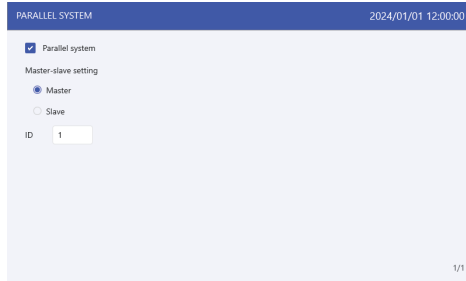 PARALLEL SYSTEM 2024/01/01 12:00:00
Parallel system
Master-slave setting
Master
Slave
ID 1
1/1